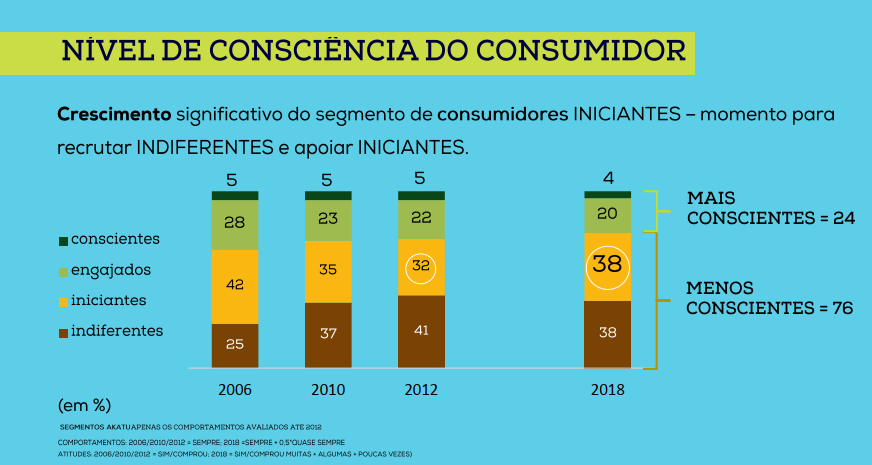 NÍVEL DE CONSCIÊNCIA DO CONSUMIDOR
Crescimento significativo do segmento de consumidores INICIANTES – momento para
recrutar INDIFERENTES e apoiar INICIANTES.
5 5 5 4
28 23 22 20
42 35 32 38
25 37 41 38
2006 2010 2012 2018
conscientes
engajados
iniciantes
indiferentes
MAIS
CONSCIENTES = 24
MENOS
CONSCIENTES = 76
(em %)
SEGMENTOS AKATU APENAS OS COMPORTAMENTOS AVALIADOS ATÉ 2012
COMPORTAMENTOS: 2006/2010/2012 = SEMPRE; 2018 =SEMPRE + 0,5*QUASE SEMPRE
ATITUDES: 2006/2010/2012 = SIM/COMPROU; 2018 = SIM/COMPROU MUITAS + ALGUMAS + POUCAS VEZES)